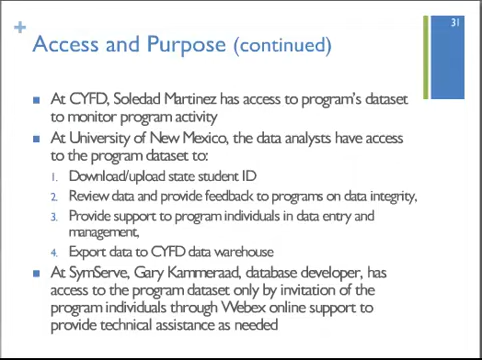 31
+
Access and Purpose (continued)
■ At CYFD, Soledad Martinez has access to program's dataset
to monitor program activity
■ At University of New Mexico, the data analysts have access
to the program dataset to:
1. Download/upload state student ID
2. Review data and provide feedback to programs on data integrity,
3. Provide support to program individuals in data entry and
management,
4. Export data to CYFD data warehouse
■ At SymServe, Gary Kammeraad, database developer, has
access to the program dataset only by invitation of the
program individuals through Webex online support to
provide technical assistance as needed